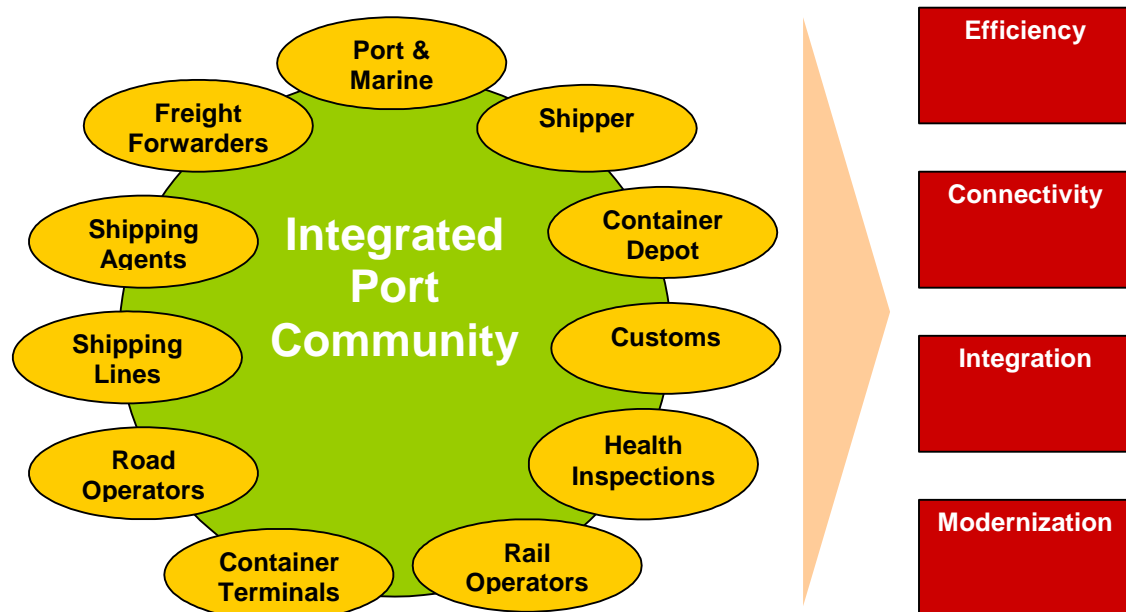 Port &
Marine
Freight
Forwarders
Shipper
Shipping
Agents
Container
Depot
Integrated
Port
Community
Shipping
Lines
Customs
Road
Operators
Health
Inspections
Container
Terminals
Rail
Operators
Efficiency
Connectivity
Integration
Modernization